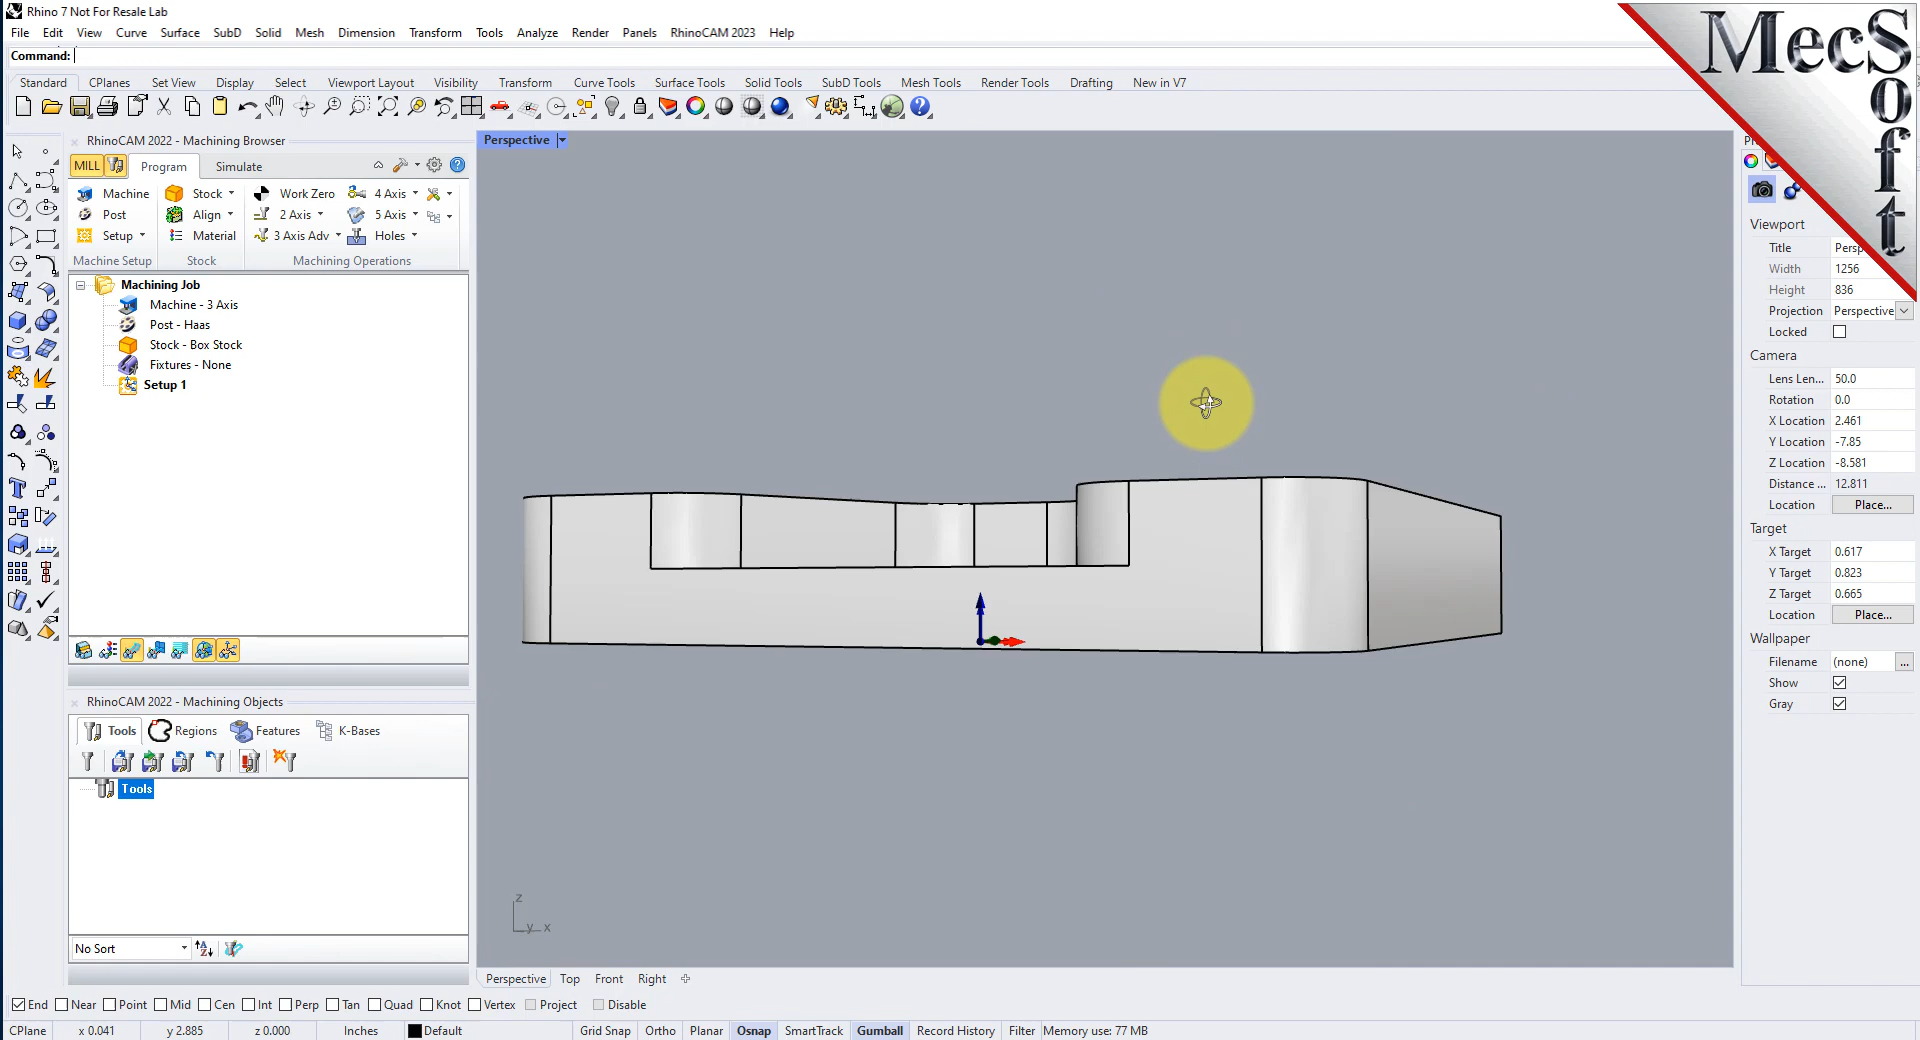 Rhino 7 Not For Resale Lab
File Edit View Curve Surface SubD Solid Mesh Dimension Transform Tools Analyze Render Panels RhinoCAM 2023 Help
Command:
Standard CPlanes Set View Display Select Viewport Layout Visibility Transform Curve Tools Surface Tools Solid Tools SubD Tools Mesh Tools Render Tools Drafting New in V7
RhinoCAM 2022 - Machining Browser
MILL Program Simulate
Machine Stock Work Zero 4 Axis
Post Align 2 Axis 5 Axis
Setup Material 3 Axis Adv Holes
Machine Setup Stock Machining Operations
Machining Job
Machine - 3 Axis
Post - Haas
Stock - Box Stock
Fixtures - None
Setup 1
RhinoCAM 2022 - Machining Objects
Tools Regions Features K-Bases
Tools
No Sort
Perspective
z
y x
Perspective Top Front Right
MecSoft
Viewport
Title Persp
Width 1256
Height 836
Projection Perspective
Locked
Camera
Lens Len... 50.0
Rotation 0.0
X Location 2.461
Y Location -7.85
Z Location -8.581
Distance ... 12.811
Location Place...
Target
X Target 0.617
Y Target 0.823
Z Target 0.665
Location Place...
Wallpaper
Filename (none) ...
Show
Gray
End Near Point Mid Cen Int Perp Tan Quad Knot Vertex Project Disable
CPlane x 0.041 y 2.885 z 0.000 Inches Default Grid Snap Ortho Planar Osnap SmartTrack Gumball Record History Filter Memory use: 77 MB